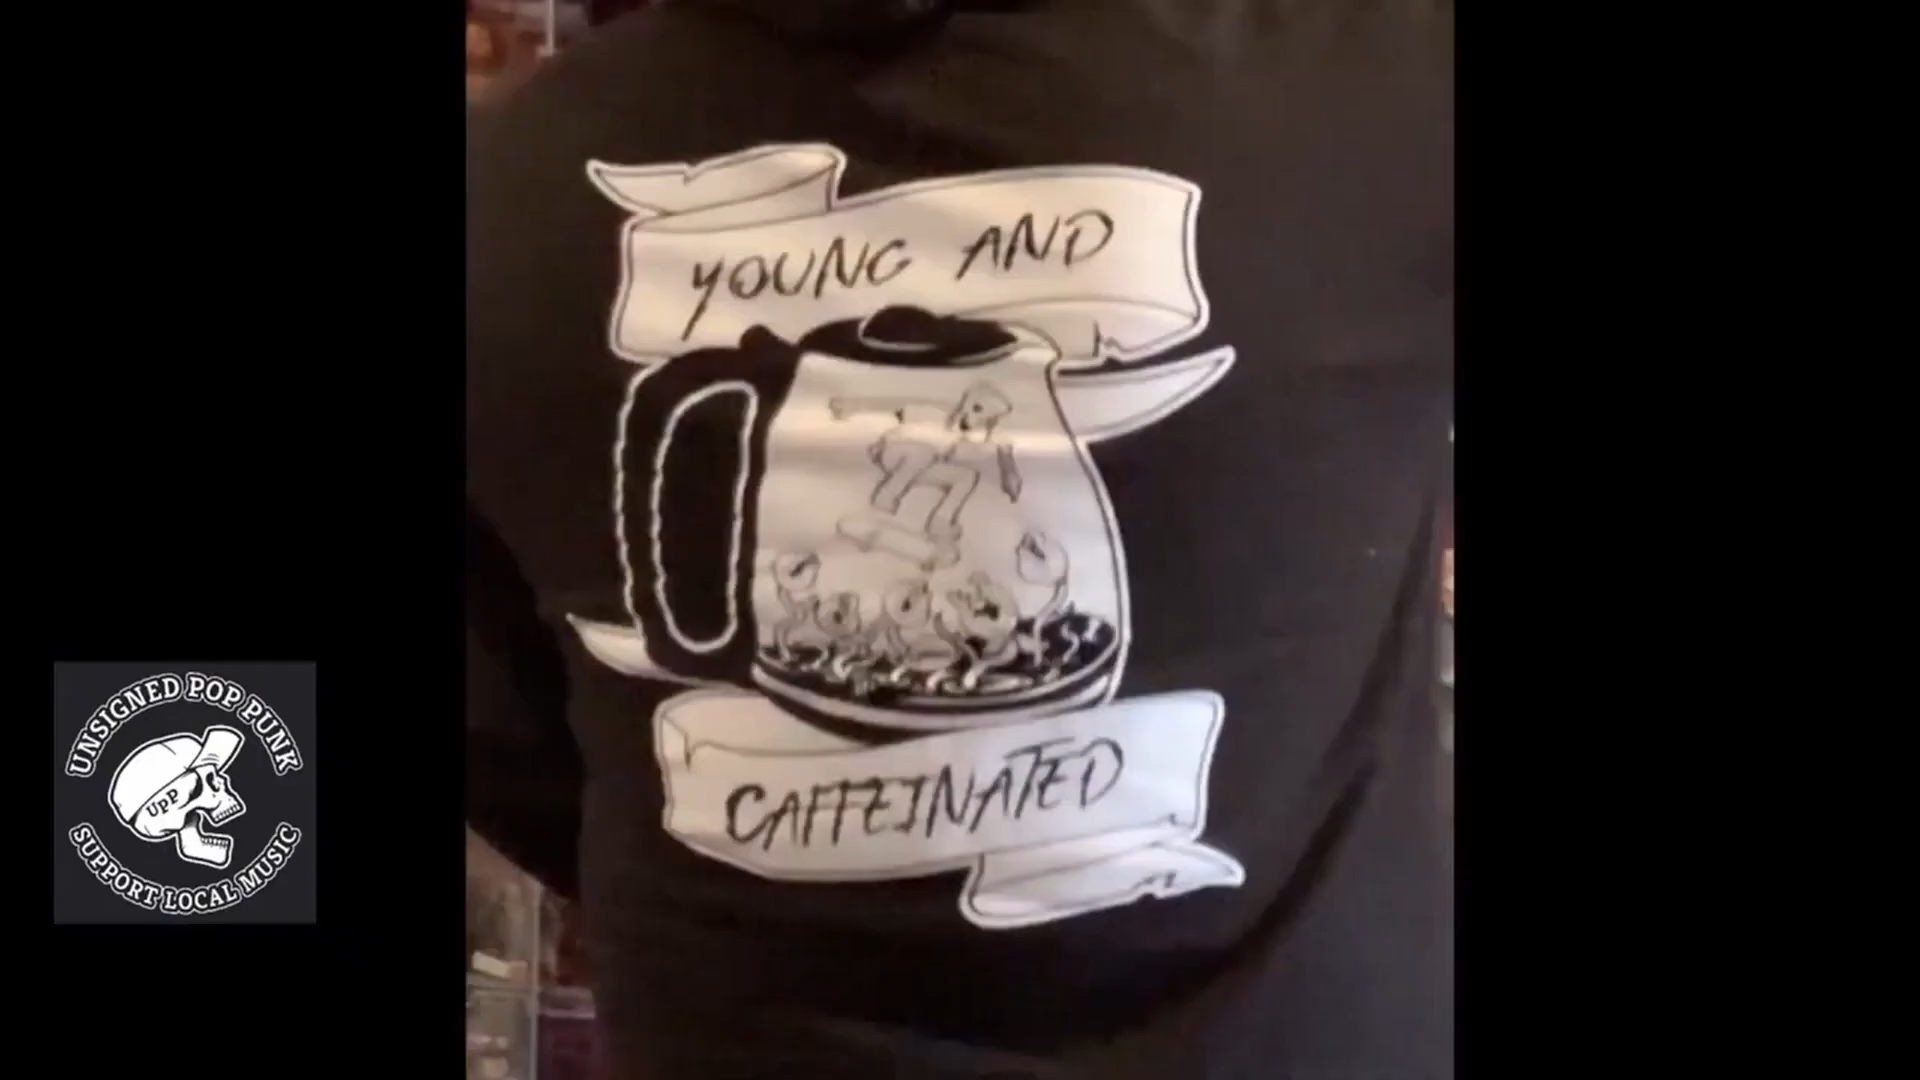 YOUNG AND
CAFFEINATED
UNSIGNED POP PUNK
UPP
SUPPORT LOCAL MUSIC